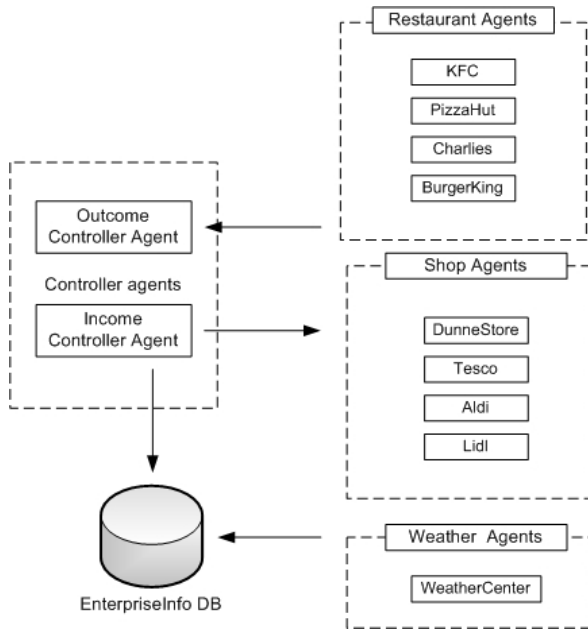 Restaurant Agents
KFC
PizzaHut
Charlies
BurgerKing
Outcome
Controller Agent
Controller agents
Income
Controller Agent
Shop Agents
DunneStore
Tesco
Aldi
Lidl
EnterpriseInfo DB
Weather Agents
WeatherCenter